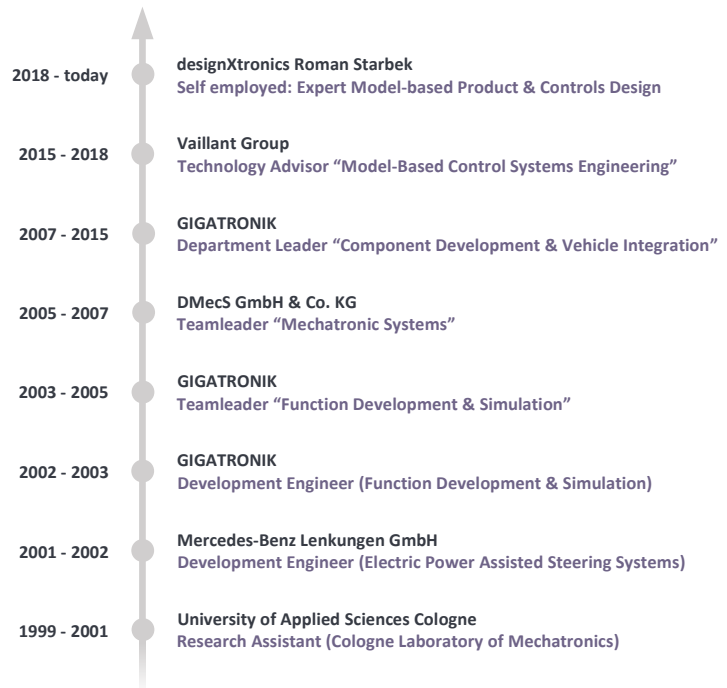 2018 - today
designXtronics Roman Starbek
Self employed: Expert Model-based Product & Controls Design
2015 - 2018
Vaillant Group
Technology Advisor “Model-Based Control Systems Engineering”
2007 - 2015
GIGATRONIK
Department Leader “Component Development & Vehicle Integration”
2005 - 2007
DMecS GmbH & Co. KG
Teamleader “Mechatronic Systems”
2003 - 2005
GIGATRONIK
Teamleader “Function Development & Simulation”
2002 - 2003
GIGATRONIK
Development Engineer (Function Development & Simulation)
2001 - 2002
Mercedes-Benz Lenkungen GmbH
Development Engineer (Electric Power Assisted Steering Systems)
1999 - 2001
University of Applied Sciences Cologne
Research Assistant (Cologne Laboratory of Mechatronics)